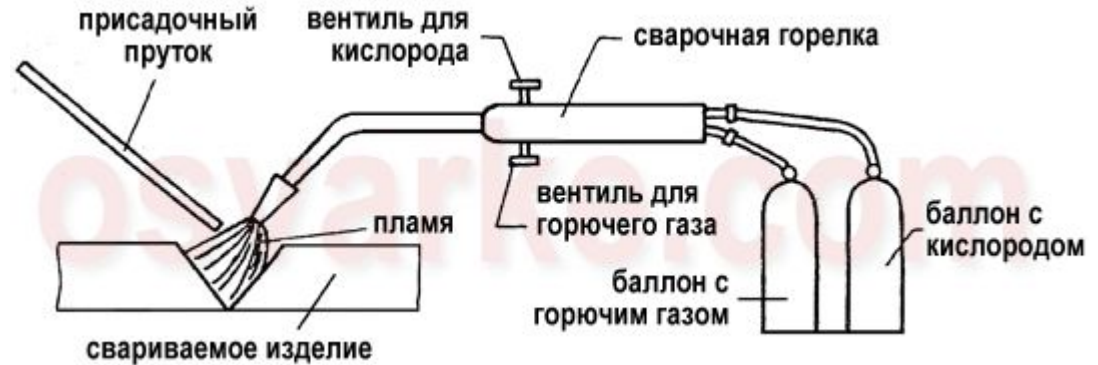 присадочный
пруток
вентиль для
кислорода
сварочная горелка
пламя
вентиль для
горючего газа
баллон с
кислородом
баллон с
горючим газом
свариваемое изделие
osvarke.com